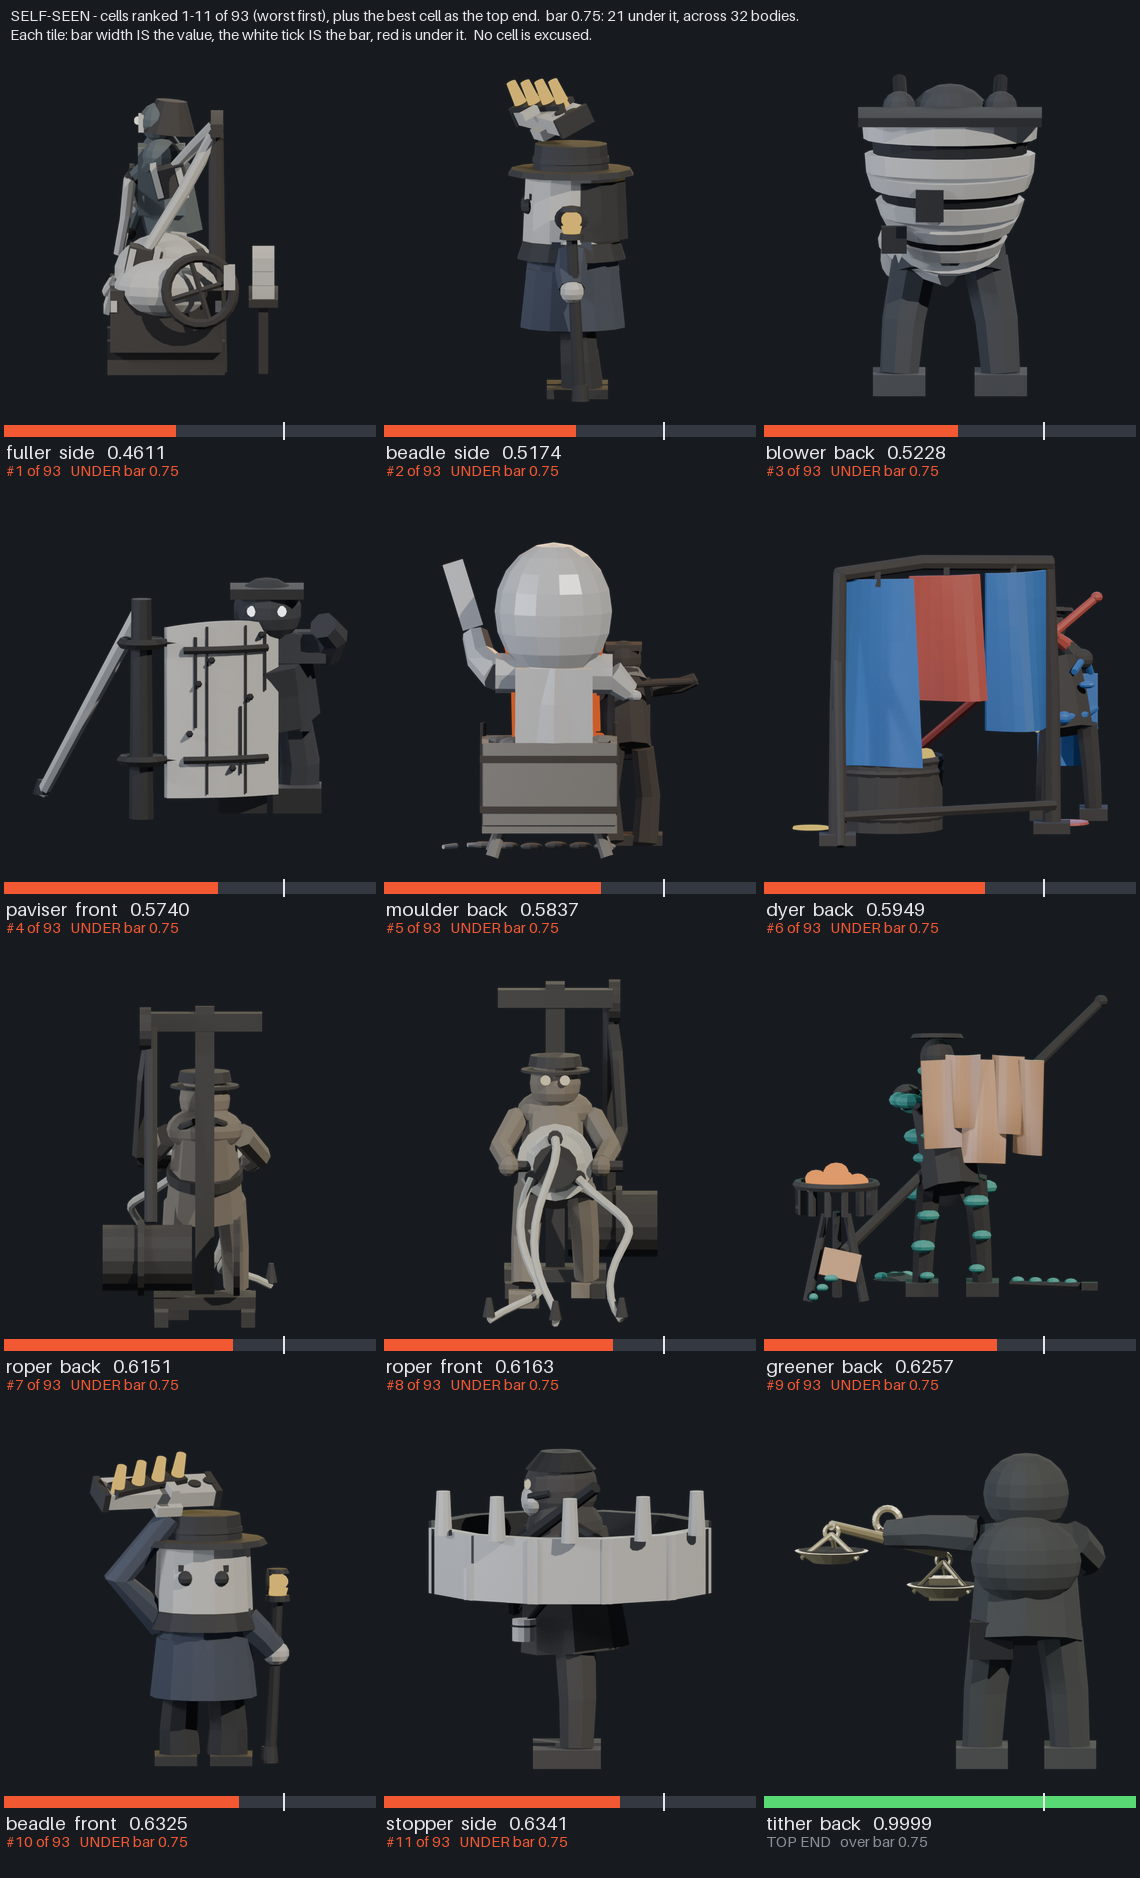 SELF-SEEN - cells ranked 1-11 of 93 (worst first), plus the best cell as the top end. bar 0.75: 21 under it, across 32 bodies.
Each tile: bar width IS the value, the white tick IS the bar, red is under it. No cell is excused.
fuller side 0.4611
#1 of 93 UNDER bar 0.75
beadle side 0.5174
#2 of 93 UNDER bar 0.75
blower back 0.5228
#3 of 93 UNDER bar 0.75
paviser front 0.5740
#4 of 93 UNDER bar 0.75
moulder back 0.5837
#5 of 93 UNDER bar 0.75
dyer back 0.5949
#6 of 93 UNDER bar 0.75
roper back 0.6151
#7 of 93 UNDER bar 0.75
roper front 0.6163
#8 of 93 UNDER bar 0.75
greener back 0.6257
#9 of 93 UNDER bar 0.75
beadle front 0.6325
#10 of 93 UNDER bar 0.75
stopper side 0.6341
#11 of 93 UNDER bar 0.75
tither back 0.9999
TOP END over bar 0.75